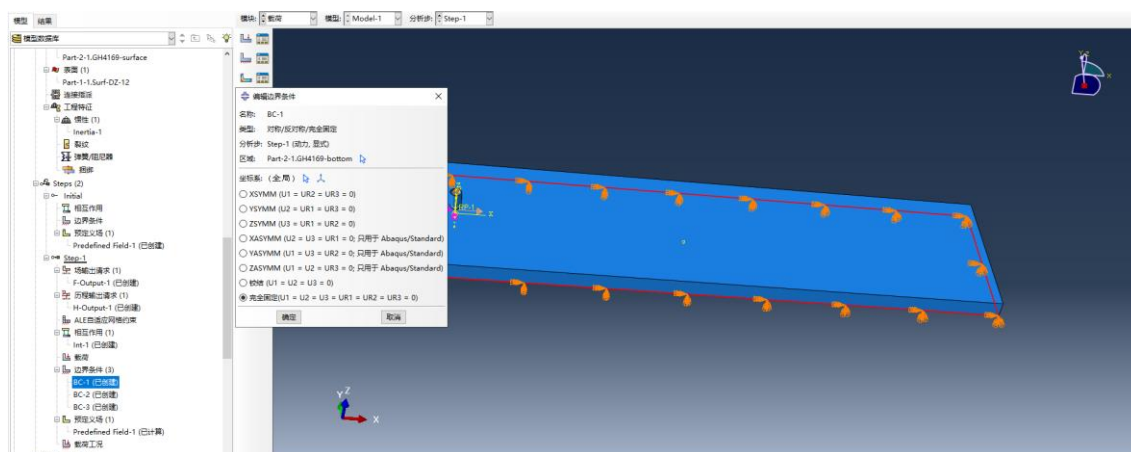 模型 结果
模块: 载荷 模型: Model-1 分析步: Step-1
模型数据库
Part-2-1.GH4169-surface
表面 (1)
Part-1-1.Surf-DZ-12
连接指派
工程特征
惯性 (1)
Inertia-1
裂纹
弹簧/阻尼器
捆绑
Steps (2)
Initial
相互作用
边界条件
预定义场 (1)
Predefined Field-1 (已创建)
Step-1
场输出请求 (1)
F-Output-1 (已创建)
历程输出请求 (1)
H-Output-1 (已创建)
ALE自适应网格约束
相互作用 (1)
Int-1 (已创建)
载荷
边界条件 (3)
BC-1 (已创建)
BC-2 (已创建)
BC-3 (已创建)
预定义场 (1)
Predefined Field-1 (已计算)
载荷工况
编辑边界条件
名称: BC-1
类型: 对称/反对称/完全固定
分析步: Step-1 (动力, 显式)
区域: Part-2-1.GH4169-bottom
坐标系: (全局)
XSYMM (U1 = UR2 = UR3 = 0)
YSYMM (U2 = UR1 = UR3 = 0)
ZSYMM (U3 = UR1 = UR2 = 0)
XASYMM (U2 = U3 = UR1 = 0; 只用于 Abaqus/Standard)
YASYMM (U1 = U3 = UR2 = 0; 只用于 Abaqus/Standard)
ZASYMM (U1 = U2 = UR3 = 0; 只用于 Abaqus/Standard)
铰结 (U1 = U2 = U3 = 0)
完全固定(U1 = U2 = U3 = UR1 = UR2 = UR3 = 0)
确定 取消
RP-1
X
Y
Z
X